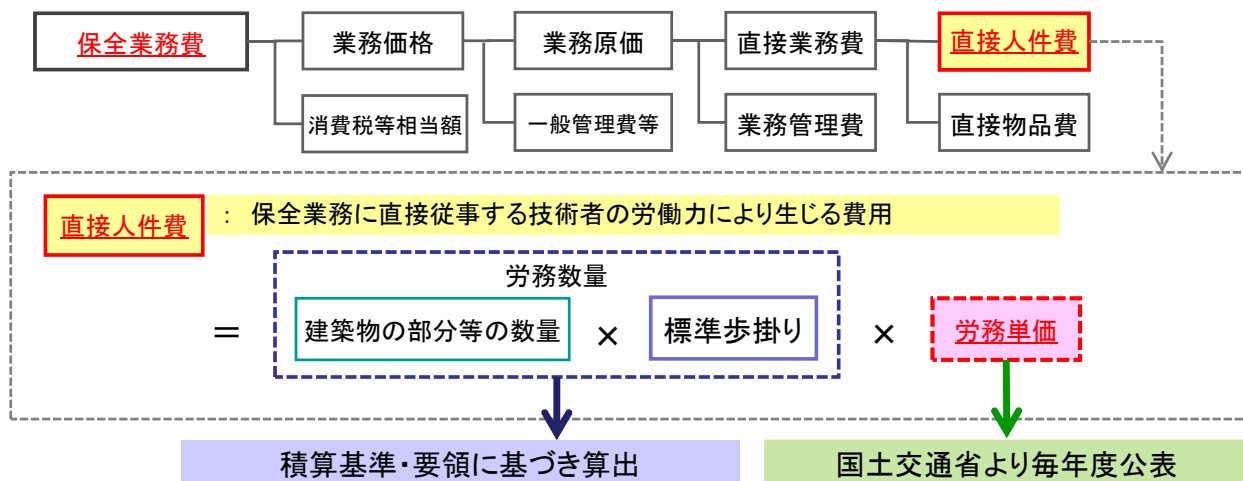 保全業務費
業務価格
業務原価
直接業務費
直接人件費
消費税等相当額
一般管理費等
業務管理費
直接物品費
直接人件費 : 保全業務に直接従事する技術者の労働力により生じる費用
労務数量
= 建築物の部分等の数量 × 標準歩掛り × 労務単価
積算基準・要領に基づき算出
国土交通省より毎年度公表